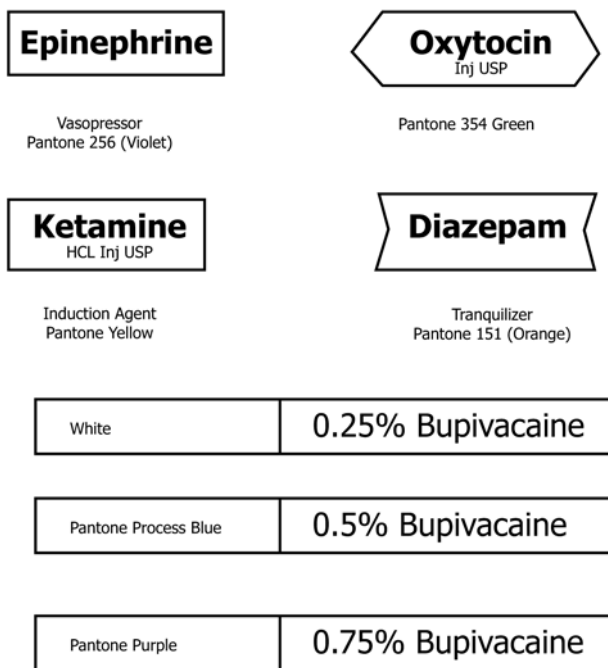 Epinephrine
Vasopressor
Pantone 256 (Violet)
Oxytocin
Inj USP
Pantone 354 Green
Ketamine
HCL Inj USP
Induction Agent
Pantone Yellow
Diazepam
Tranquilizer
Pantone 151 (Orange)
White
0.25% Bupivacaine
Pantone Process Blue
0.5% Bupivacaine
Pantone Purple
0.75% Bupivacaine